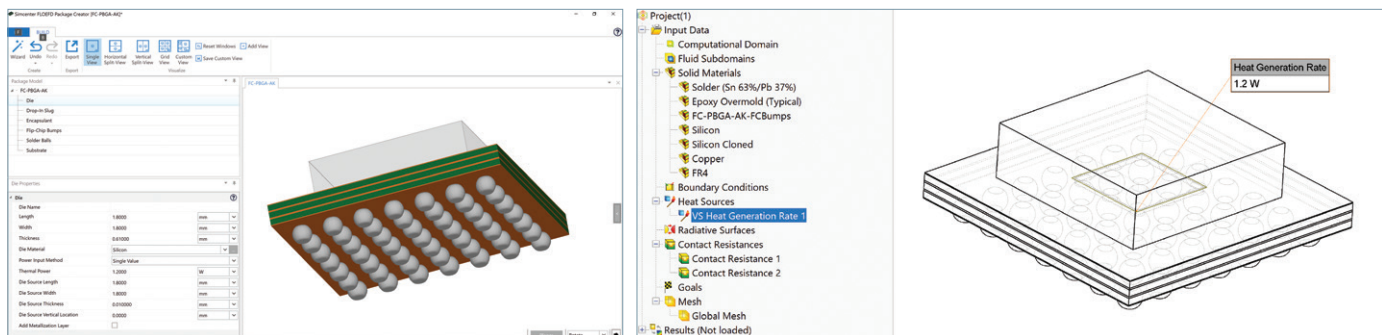 Simcenter FLOEFD Package Creator [FC-PBGA-AK]*
BUILD
Wizard
Undo
Redo
Export
Single View
Horizontal Split View
Vertical Split View
Grid View
Custom View
Reset Windows
Add View
Save Custom View
Create
Export
Visualize
Package Model
FC-PBGA-AK
Die
Drop-In Slug
Encapsulant
Flip-Chip Bumps
Solder Balls
Substrate
Die Properties
Die
Die Name
Length 1.8000 mm
Width 1.8000 mm
Thickness 0.61000 mm
Die Material Silicon
Power Input Method Single Value
Thermal Power 1.2000 W
Die Source Length 1.8000 mm
Die Source Width 1.8000 mm
Die Source Thickness 0.010000 mm
Die Source Vertical Location 0.0000 mm
Add Metallization Layer
FC-PBGA-AK
Project(1)
Input Data
Computational Domain
Fluid Subdomains
Solid Materials
Solder (Sn 63%/Pb 37%)
Epoxy Overmold (Typical)
FC-PBGA-AK-FCBumps
Silicon
Silicon Cloned
Copper
FR4
Boundary Conditions
Heat Sources
VS Heat Generation Rate 1
Radiative Surfaces
Contact Resistances
Contact Resistance 1
Contact Resistance 2
Goals
Mesh
Global Mesh
Results (Not loaded)
Heat Generation Rate
1.2 W